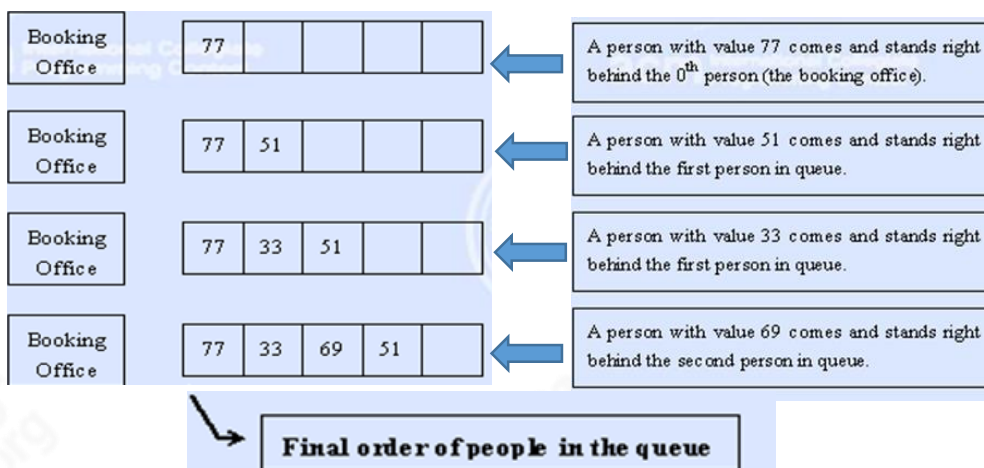 Booking
Office
77
A person with value 77 comes and stands right
behind the 0th person (the booking office).
Booking
Office
77 51
A person with value 51 comes and stands right
behind the first person in queue.
Booking
Office
77 33 51
A person with value 33 comes and stands right
behind the first person in queue.
Booking
Office
77 33 69 51
A person with value 69 comes and stands right
behind the second person in queue.
Final order of people in the queue